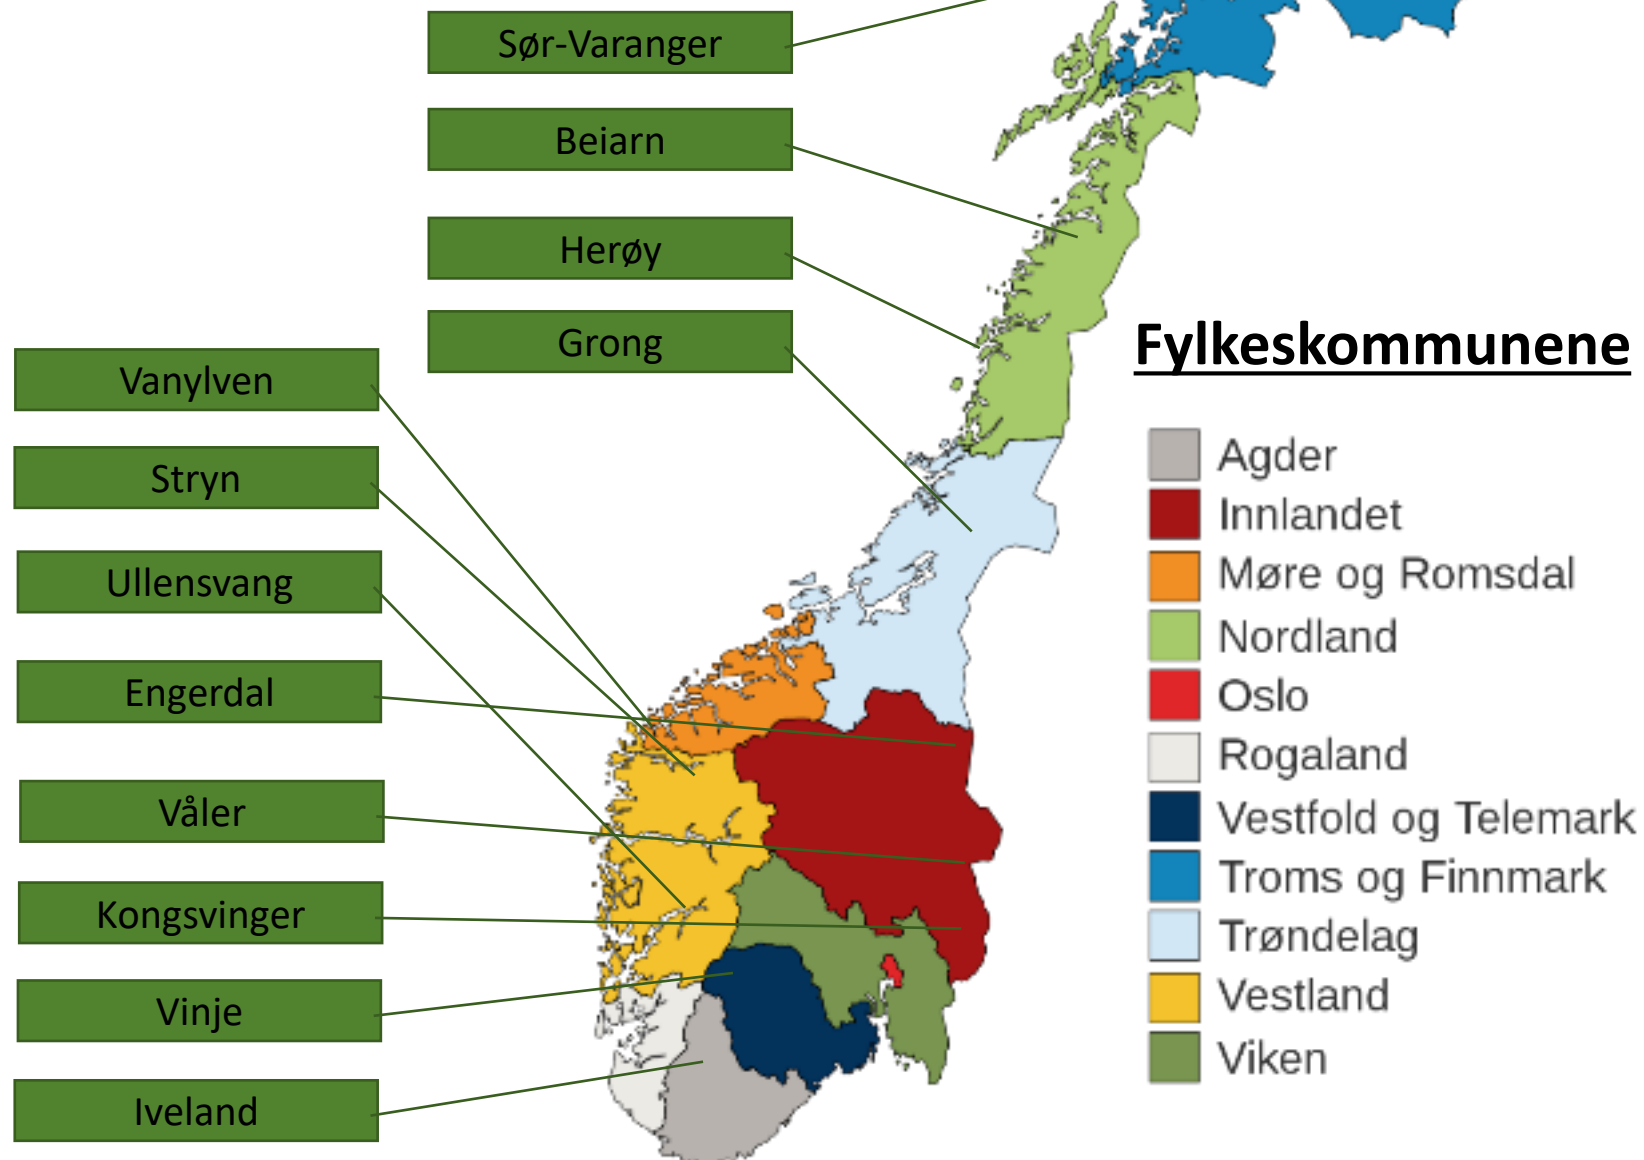 Sør-Varanger
Beiarn
Herøy
Grong
Vanylven
Stryn
Ullensvang
Engerdal
Våler
Kongsvinger
Vinje
Iveland
Fylkeskommunene
Agder
Innlandet
Møre og Romsdal
Nordland
Oslo
Rogaland
Vestfold og Telemark
Troms og Finnmark
Trøndelag
Vestland
Viken